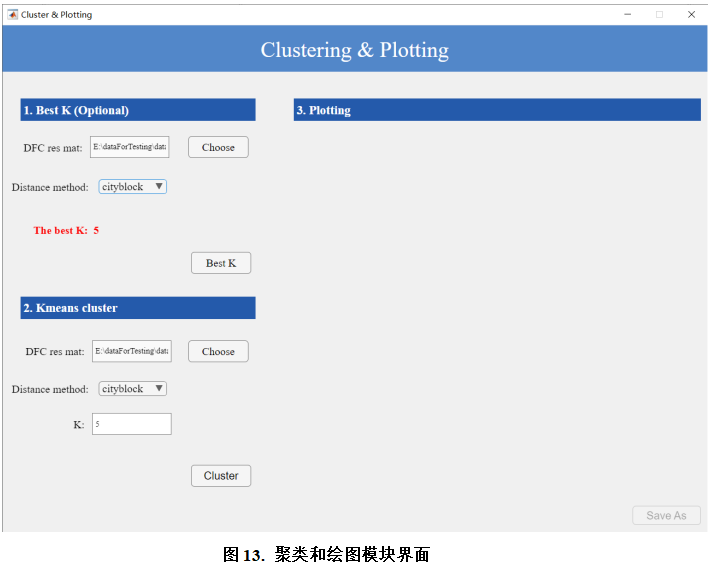 Cluster & Plotting
Clustering & Plotting
1. Best K (Optional)
DFC res mat: E:\dataForTesting\data Choose
Distance method: cityblock
The best K: 5
Best K
2. Kmeans cluster
DFC res mat: E:\dataForTesting\data Choose
Distance method: cityblock
K: 5
Cluster
3. Plotting
Save As
图 13. 聚类和绘图模块界面